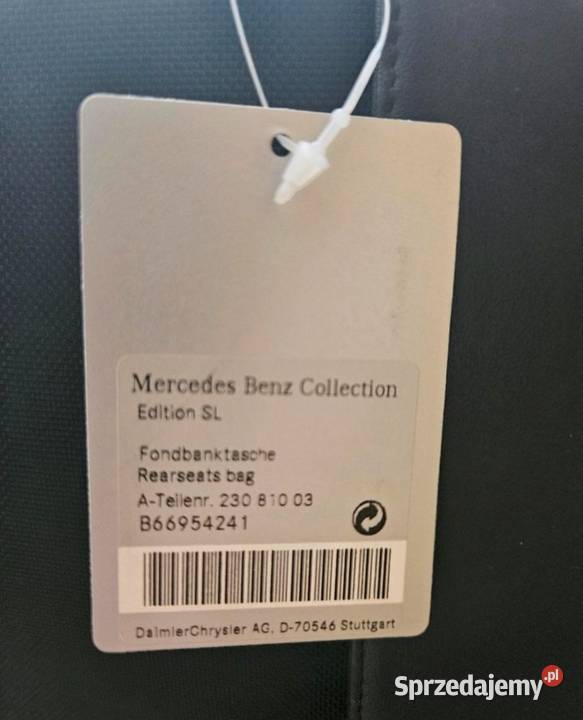 Mercedes Benz Collection
Edition SL
Fondbanktasche
Rearseats bag
A-Teilenr. 230 810 03
B66954241
DaimlerChrysler AG, D-70546 Stuttgart
Sprzedajemy.pl